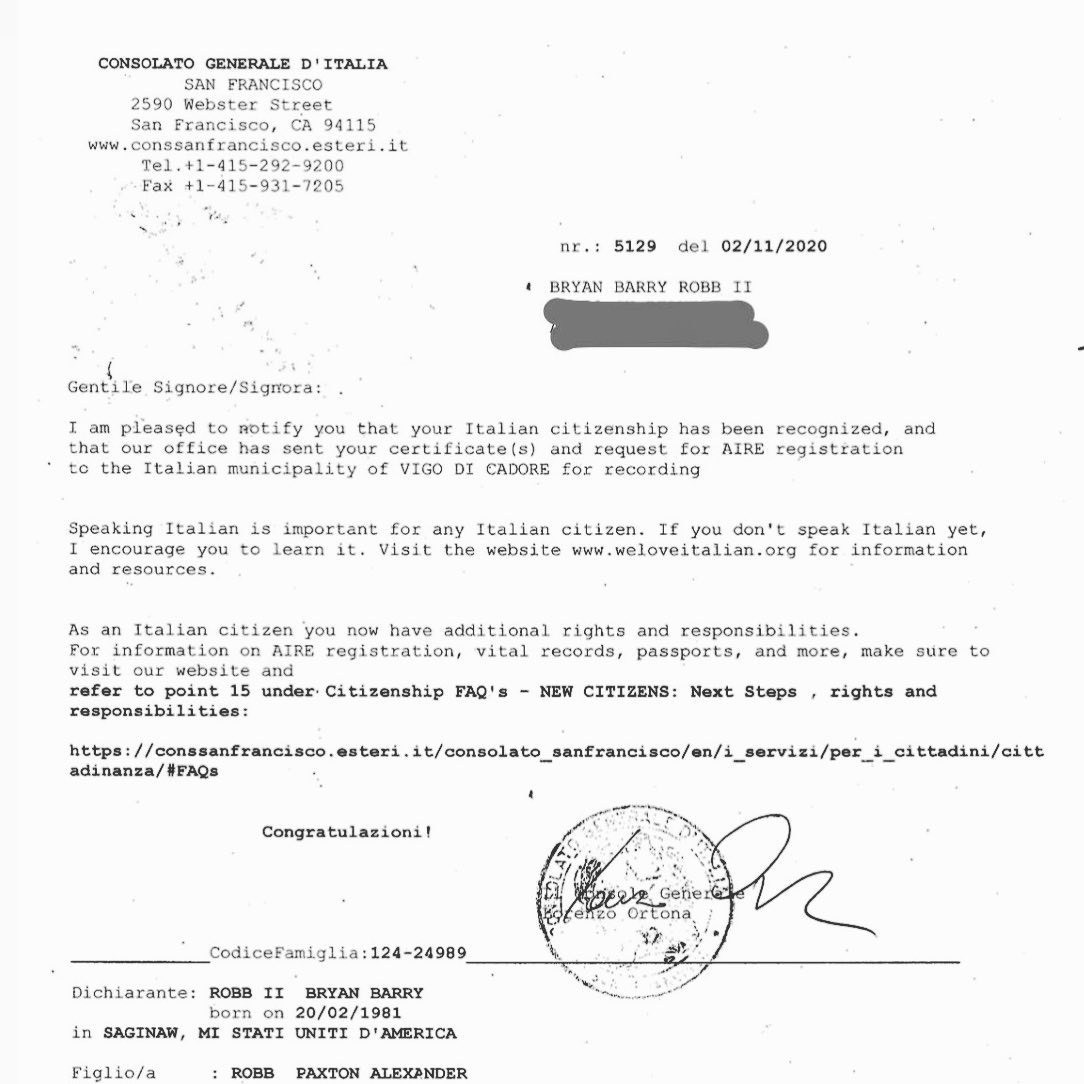 CONSOLATO GENERALE D'ITALIA
SAN FRANCISCO
2590 Webster Street
San Francisco, CA 94115
www.conssanfrancisco.esteri.it
Tel.+1-415-292-9200
Fax +1-415-931-7205
nr.: 5129 del 02/11/2020
BRYAN BARRY ROBB II
Gentile Signore/Signora:
I am pleased to notify you that your Italian citizenship has been recognized, and
that our office has sent your certificate(s) and request for AIRE registration
to the Italian municipality of VIGO DI CADORE for recording
Speaking Italian is important for any Italian citizen. If you don't speak Italian yet,
I encourage you to learn it. Visit the website www.weloveitalian.org for information
and resources.
As an Italian citizen you now have additional rights and responsibilities.
For information on AIRE registration, vital records, passports, and more, make sure to
visit our website and
refer to point 15 under Citizenship FAQ's - NEW CITIZENS: Next Steps , rights and
responsibilities:
https://conssanfrancisco.esteri.it/consolato_sanfrancisco/en/i_servizi/per_i_cittadini/citt
adinanza/#FAQs
Congratulazioni!
CONSOLATO GENERALE D'ITALIA
Il Console Generale
Lorenzo Ortona
CodiceFamiglia:124-24989
Dichiarante: ROBB II BRYAN BARRY
born on 20/02/1981
in SAGINAW, MI STATI UNITI D'AMERICA
Figlio/a : ROBB PAXTON ALEXANDER